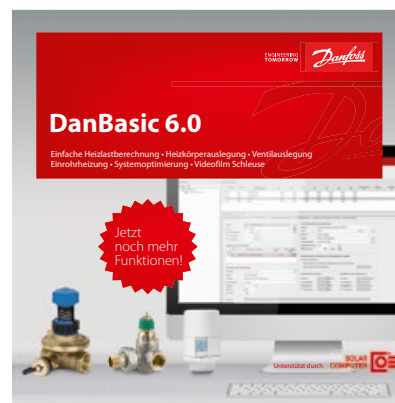 ENGINEERING
TOMORROW
Danfoss
DanBasic 6.0
Einfache Heizlastberechnung • Heizkörperauslegung • Ventilauslegung
Einrohrheizung • Systemoptimierung • Videofilm Schleuse
Jetzt
noch mehr
Funktionen!
Unterstützt durch
SOLAR
COMPUTER